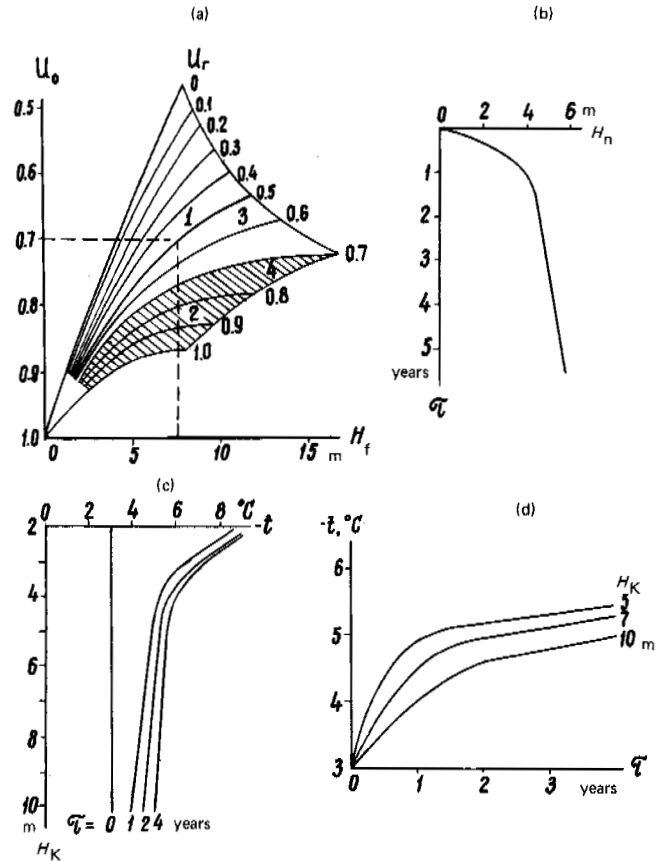 (a)
U₀
Uᵣ
0
0.1
0.2
0.3
0.4
0.5
0.6
0.7
0.8
0.9
1.0
1
3
4
2
0.5
0.6
0.7
0.8
0.9
1.0
0 5 10 15 H_f
m
(b)
0 2 4 6 m
H_n
1
2
3
4
5
years
τ
(c)
0 2 4 6 8 °C
-t
2
4
6
8
10
m
τ = 0 1 2 4 years
H_K
(d)
-t, °C
6
5
4
3
H_K
5
7
10 m
0 1 2 3 τ
years